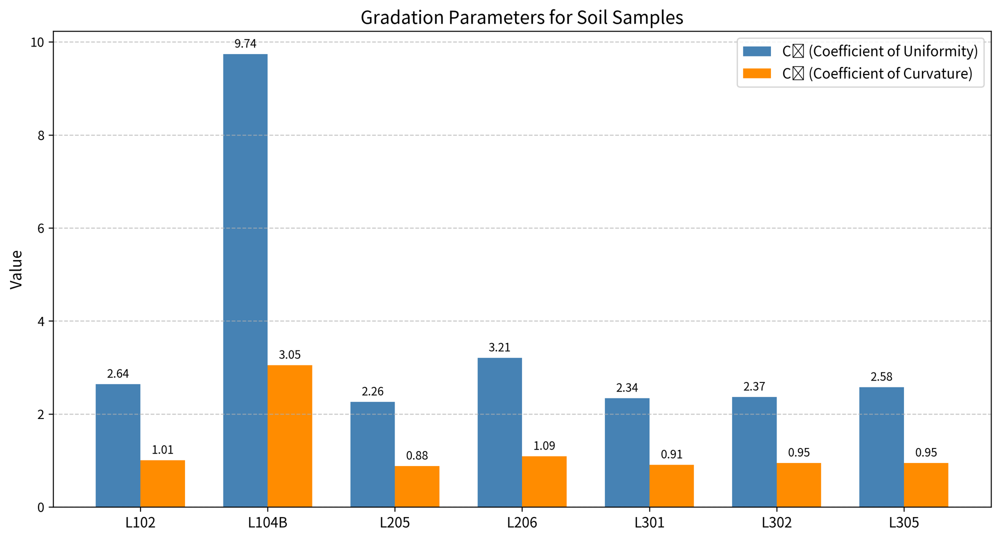 Gradation Parameters for Soil Samples
C (Coefficient of Uniformity)
C (Coefficient of Curvature)
Value
10
8
6
4
2
0
2.64
1.01
9.74
3.05
2.26
0.88
3.21
1.09
2.34
0.91
2.37
0.95
2.58
0.95
L102
L104B
L205
L206
L301
L302
L305